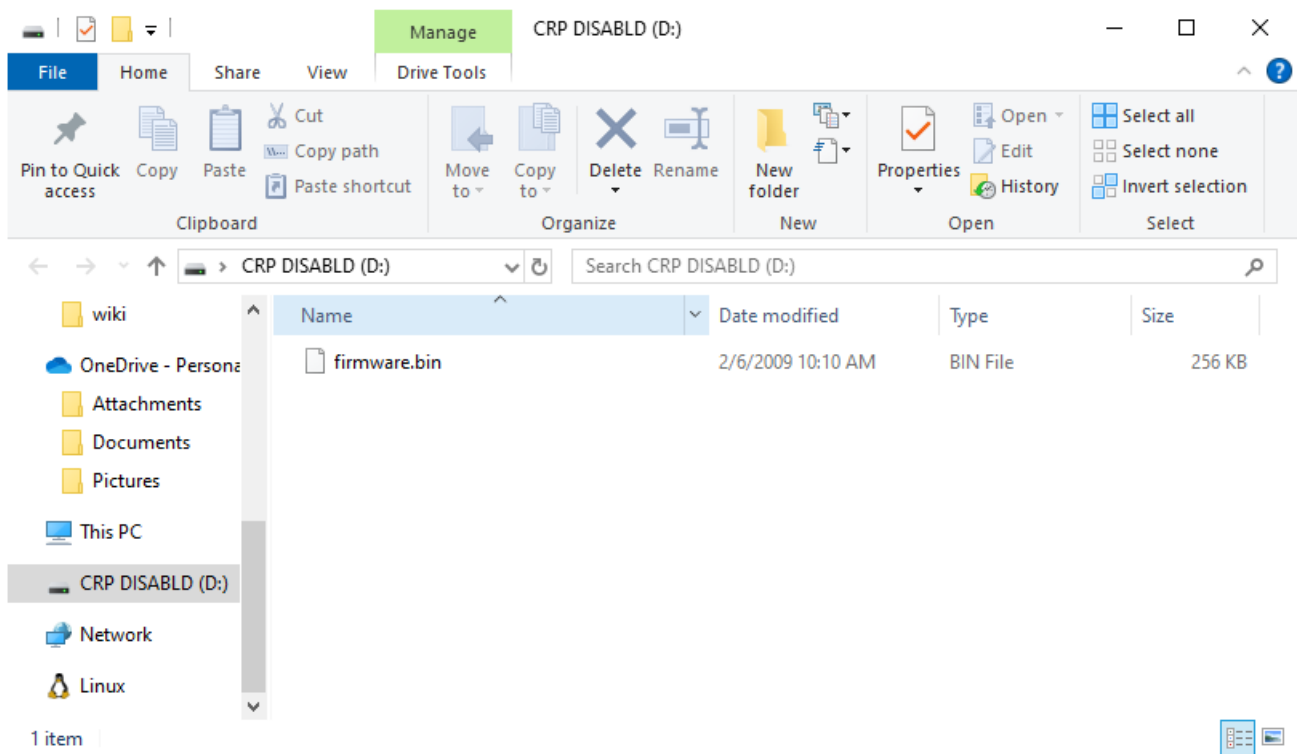 Manage
CRP DISABLD (D:)
File
Home
Share
View
Drive Tools
Pin to Quick access
Copy
Paste
Cut
Copy path
Paste shortcut
Clipboard
Move to
Copy to
Delete
Rename
Organize
New folder
New
Properties
Open
Edit
History
Open
Select all
Select none
Invert selection
Select
CRP DISABLD (D:)
Search CRP DISABLD (D:)
wiki
OneDrive - Persona
Attachments
Documents
Pictures
This PC
CRP DISABLD (D:)
Network
Linux
Name
Date modified
Type
Size
firmware.bin
2/6/2009 10:10 AM
BIN File
256 KB
1 item